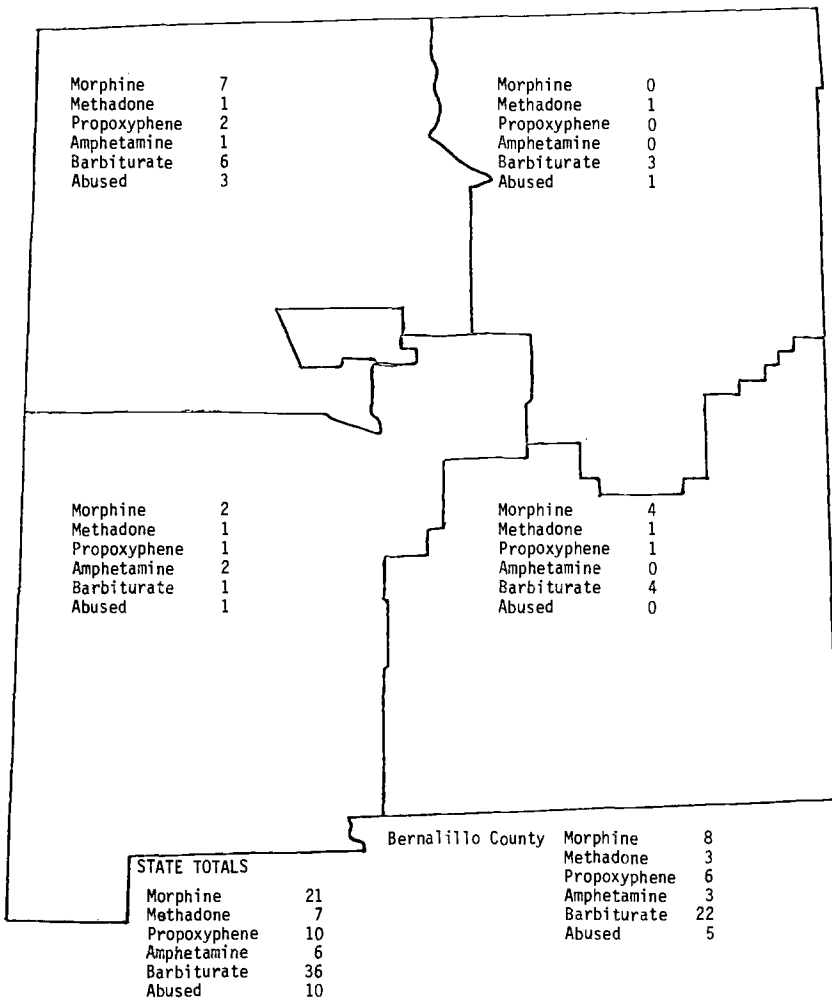 Morphine 7
Methadone 1
Propoxyphene 2
Amphetamine 1
Barbiturate 6
Abused 3
Morphine 0
Methadone 1
Propoxyphene 0
Amphetamine 0
Barbiturate 3
Abused 1
Morphine 2
Methadone 1
Propoxyphene 1
Amphetamine 2
Barbiturate 1
Abused 1
Morphine 4
Methadone 1
Propoxyphene 1
Amphetamine 0
Barbiturate 4
Abused 0
Bernalillo County Morphine 8
Methadone 3
Propoxyphene 6
Amphetamine 3
Barbiturate 22
Abused 5
STATE TOTALS
Morphine 21
Methadone 7
Propoxyphene 10
Amphetamine 6
Barbiturate 36
Abused 10